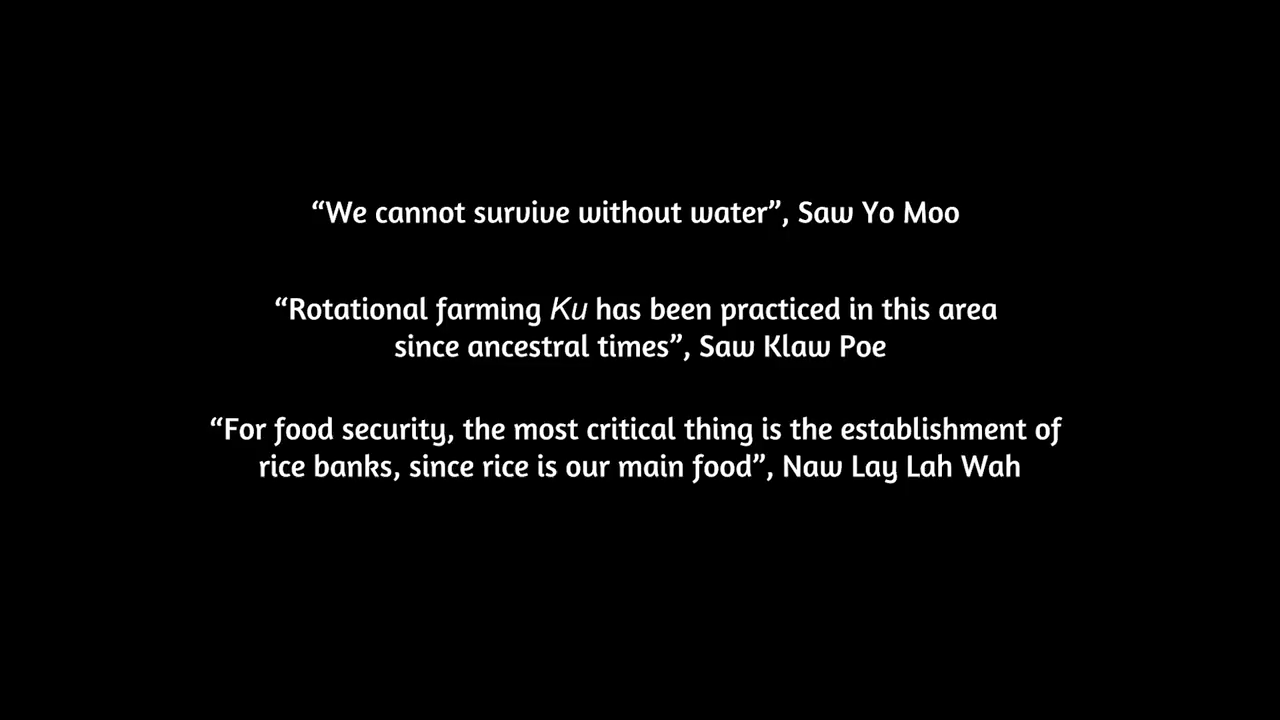 “We cannot survive without water”, Saw Yo Moo
“Rotational farming Ku has been practiced in this area
since ancestral times”, Saw Klaw Poe
“For food security, the most critical thing is the establishment of
rice banks, since rice is our main food”, Naw Lay Lah Wah